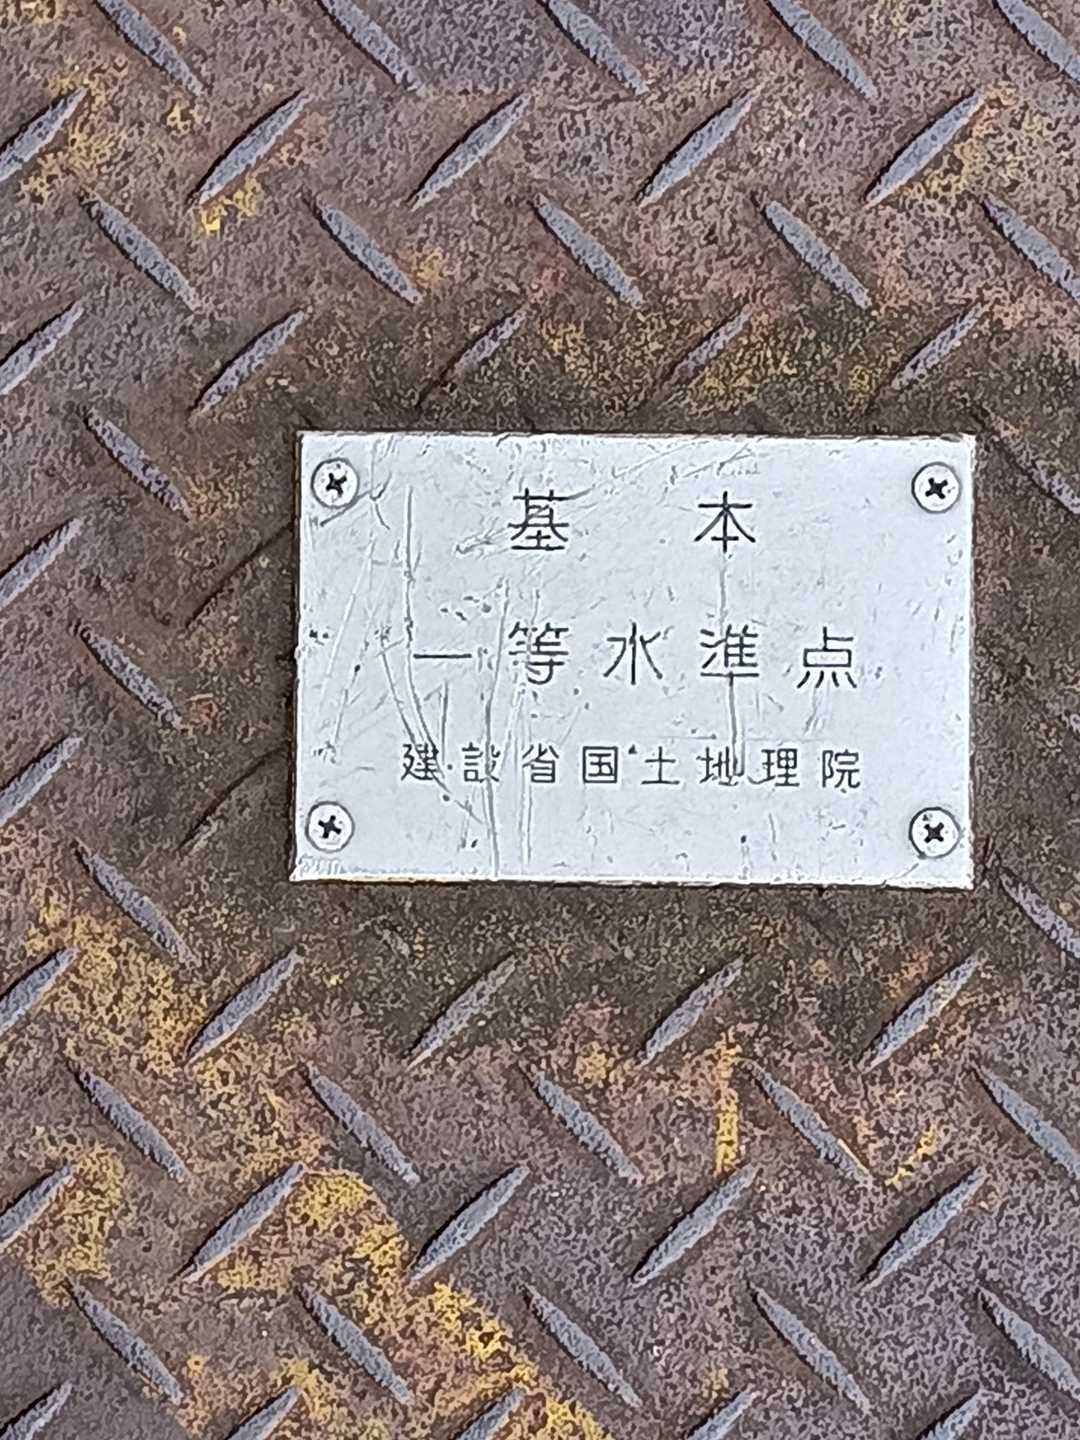 基本
一等水準点
建設省国土地理院